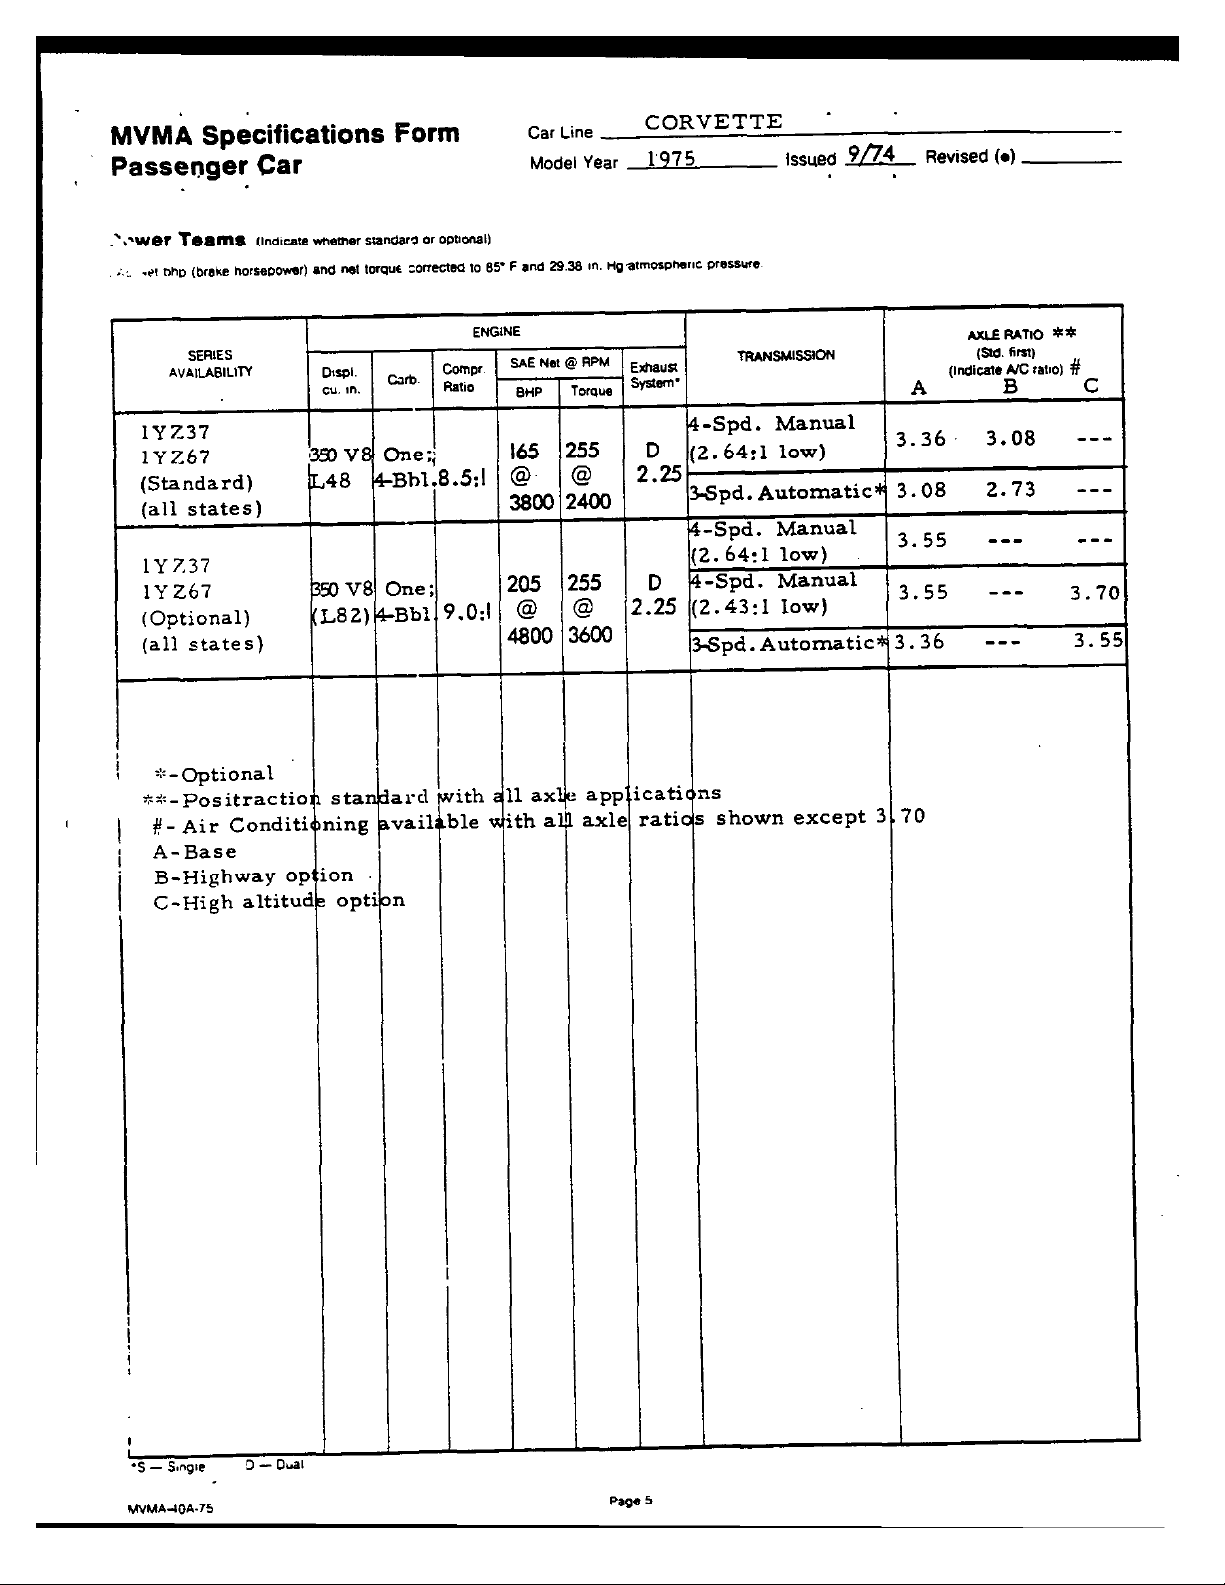 MVMA Specifications Form
Passenger Car
Car Line CORVETTE
Model Year 1975 Issued 9/74 Revised (•)
Teams (Indicate whether standard or optional)
bhp (brake horsepower) and net torque corrected to 85° F and 29.38 in. Hg atmospheric pressure.
SERIES AVAILABILITY
ENGINE
Displ. cu. in.
Carb.
Compr. Ratio
SAE Net @ RPM
BHP
Torque
Exhaust System*
TRANSMISSION
AXLE RATIO **
(Std. first)
(Indicate A/C ratio) #
A B C
1YZ37
1YZ67
(Standard)
(all states)
350 V8
L48
One;
4-Bbl.
8.5:1
165
@
3800
255
@
2400
D
2.25
4-Spd. Manual
(2.64:1 low)
3.36 3.08 ---
3-Spd. Automatic* 3.08 2.73 ---
1YZ37
1YZ67
(Optional)
(all states)
350 V8
(L82)
One;
4-Bbl
9.0:1
205
@
4800
255
@
3600
D
2.25
4-Spd. Manual
(2.64:1 low)
3.55 --- ---
4-Spd. Manual
(2.43:1 low)
3.55 --- 3.70
3-Spd. Automatic* 3.36 --- 3.55
*-Optional
**-Positraction standard with all axle applications
#- Air Conditioning available with all axle ratios shown except 3.70
A-Base
B-Highway option
C-High altitude option
*S — Single D — Dual
MVMA-40A-75
Page 5